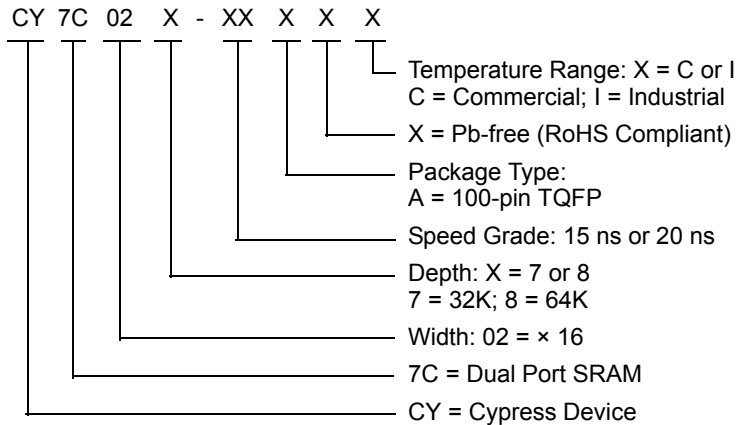 CY 7C 02 X - XX X X X
Temperature Range: X = C or I
C = Commercial; I = Industrial
X = Pb-free (RoHS Compliant)
Package Type:
A = 100-pin TQFP
Speed Grade: 15 ns or 20 ns
Depth: X = 7 or 8
7 = 32K; 8 = 64K
Width: 02 = × 16
7C = Dual Port SRAM
CY = Cypress Device